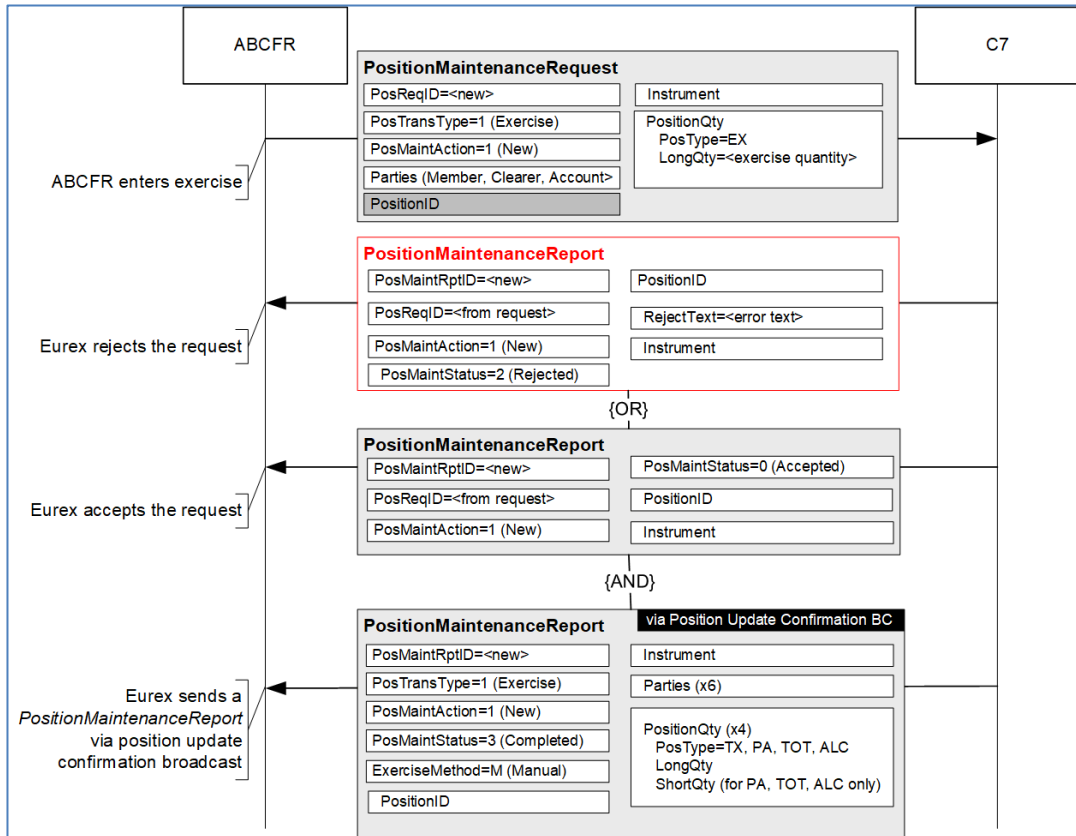 ABCFR
C7
PositionMaintenanceRequest
PosReqID=<new>
Instrument
PosTransType=1 (Exercise)
PositionQty
PosType=EX
LongQty=<exercise quantity>
PosMaintAction=1 (New)
Parties (Member, Clearer, Account>
PositionID
ABCFR enters exercise
PositionMaintenanceReport
PosMaintRptID=<new>
PositionID
PosReqID=<from request>
RejectText=<error text>
PosMaintAction=1 (New)
Instrument
PosMaintStatus=2 (Rejected)
Eurex rejects the request
{OR}
PositionMaintenanceReport
PosMaintRptID=<new>
PosMaintStatus=0 (Accepted)
PosReqID=<from request>
PositionID
PosMaintAction=1 (New)
Instrument
Eurex accepts the request
{AND}
via Position Update Confirmation BC
PositionMaintenanceReport
PosMaintRptID=<new>
Instrument
PosTransType=1 (Exercise)
Parties (x6)
PosMaintAction=1 (New)
PositionQty (x4)
PosType=TX, PA, TOT, ALC
LongQty
ShortQty (for PA, TOT, ALC only)
PosMaintStatus=3 (Completed)
ExerciseMethod=M (Manual)
PositionID
Eurex sends a
PositionMaintenanceReport
via position update
confirmation broadcast